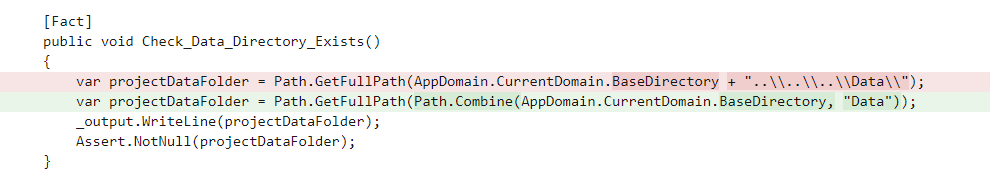 [Fact]
public void Check_Data_Directory_Exists()
{
var projectDataFolder = Path.GetFullPath(AppDomain.CurrentDomain.BaseDirectory + "..\\..\\..\\Data\\");
var projectDataFolder = Path.GetFullPath(Path.Combine(AppDomain.CurrentDomain.BaseDirectory, "Data"));
_output.WriteLine(projectDataFolder);
Assert.NotNull(projectDataFolder);
}